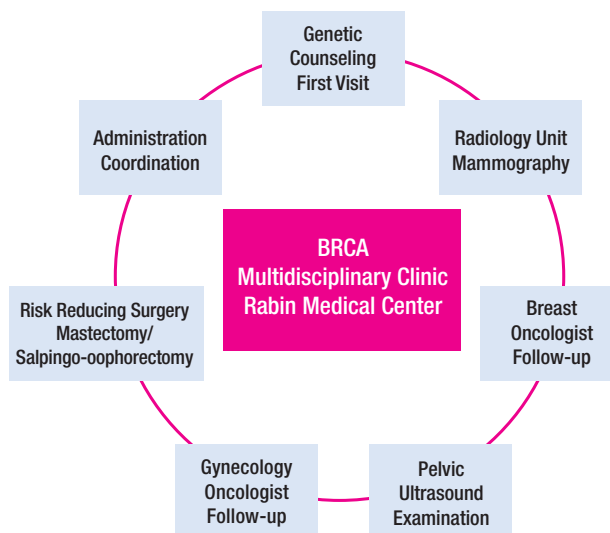 Genetic
Counseling
First Visit
Radiology Unit
Mammography
Breast
Oncologist
Follow-up
Pelvic
Ultrasound
Examination
Gynecology
Oncologist
Follow-up
Risk Reducing Surgery
Mastectomy/
Salpingo-oophorectomy
Administration
Coordination
BRCA
Multidisciplinary Clinic
Rabin Medical Center